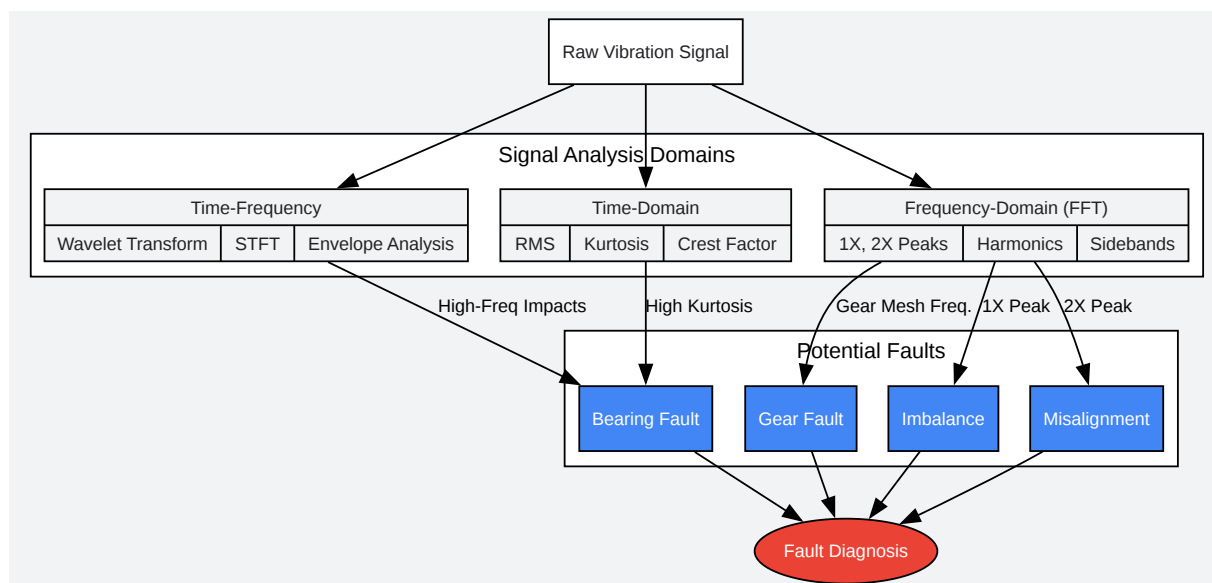 Raw Vibration Signal
Signal Analysis Domains
Time-Frequency
Wavelet Transform
STFT
Envelope Analysis
Time-Domain
RMS
Kurtosis
Crest Factor
Frequency-Domain (FFT)
1X, 2X Peaks
Harmonics
Sidebands
High-Freq Impacts
High Kurtosis
Gear Mesh Freq.
1X Peak
2X Peak
Potential Faults
Bearing Fault
Gear Fault
Imbalance
Misalignment
Fault Diagnosis